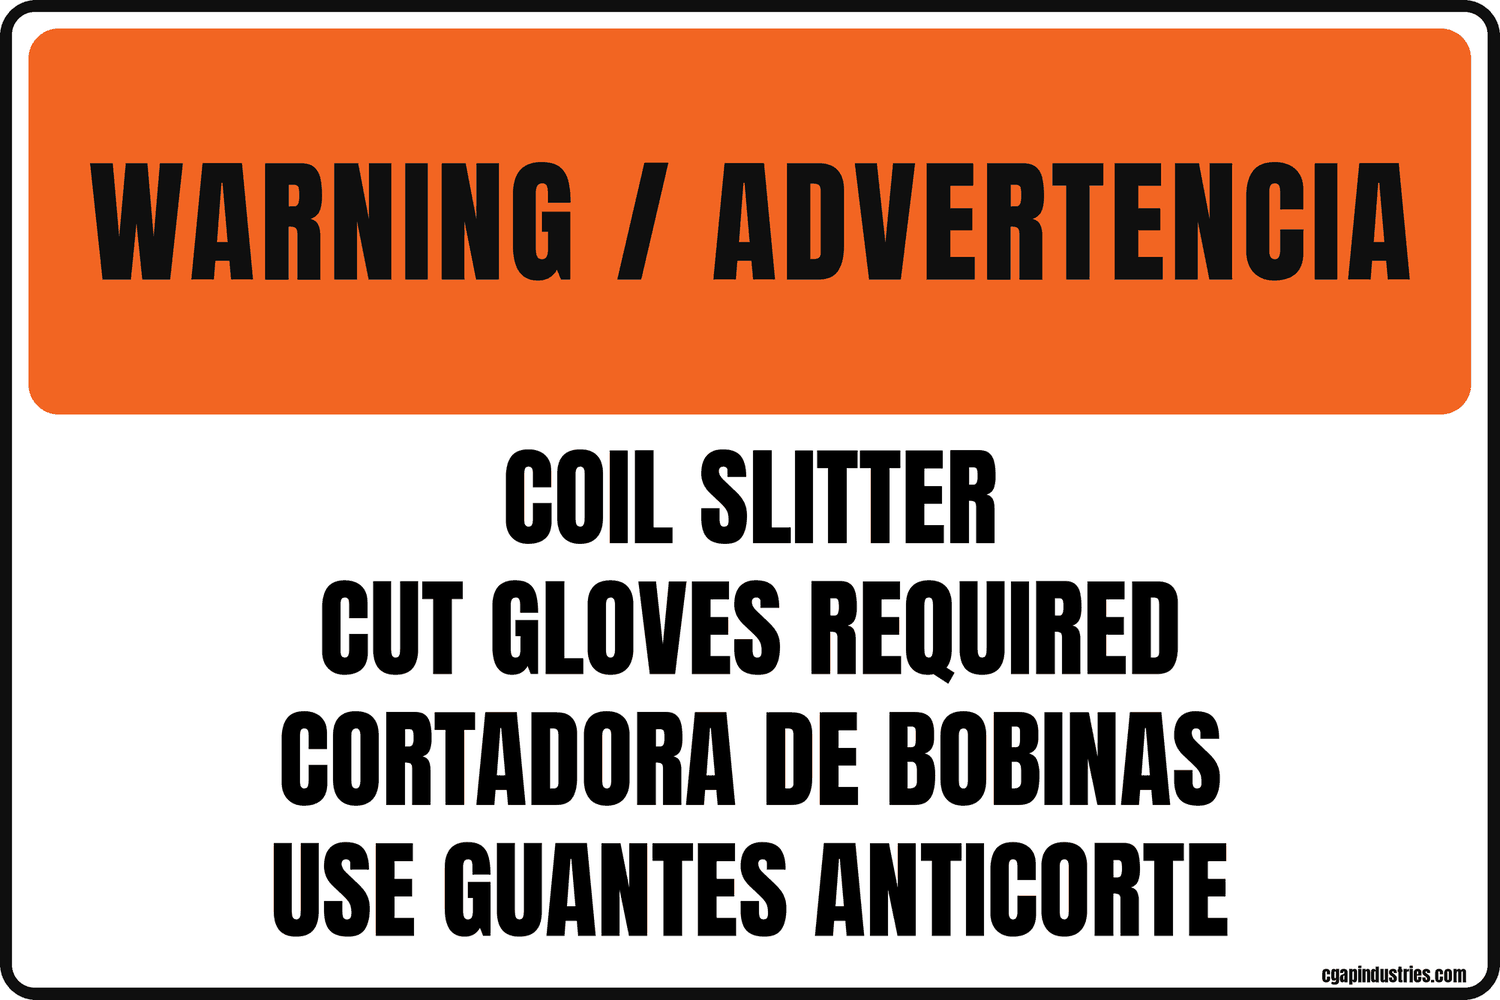 WARNING / ADVERTENCIA
COIL SLITTER
CUT GLOVES REQUIRED
CORTADORA DE BOBINAS
USE GUANTES ANTICORTE
cgapindustries.com